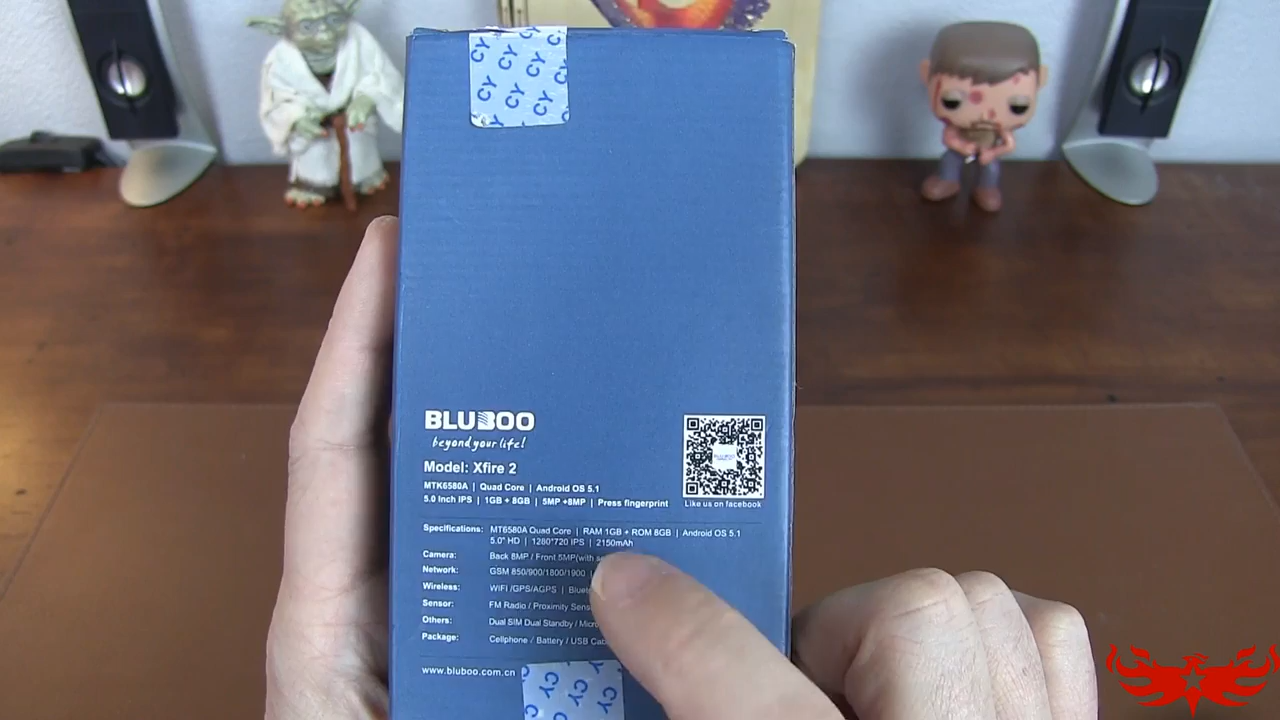 CY CY CY CY CY CY
BLUBOO
beyond your life!
Model: Xfire 2
MTK6580A | Quad Core | Android OS 5.1
5.0 Inch IPS | 1GB + 8GB | 5MP +8MP | Press fingerprint
BLUBOO
Like us on facebook
Specifications: MT6580A Quad Core | RAM 1GB + ROM 8GB | Android OS 5.1
5.0" HD | 1280*720 IPS | 2150mAh
Camera: Back 8MP / Front 5MP(with
Network: GSM 850/900/1800/1900 |
Wireless: WIFI /GPS/AGPS |
Sensor: FM Radio / Proximity
Others: Dual SIM Dual Standby /
Package: Cellphone / Battery / USB
www.bluboo.com.cn
CY CY CY CY